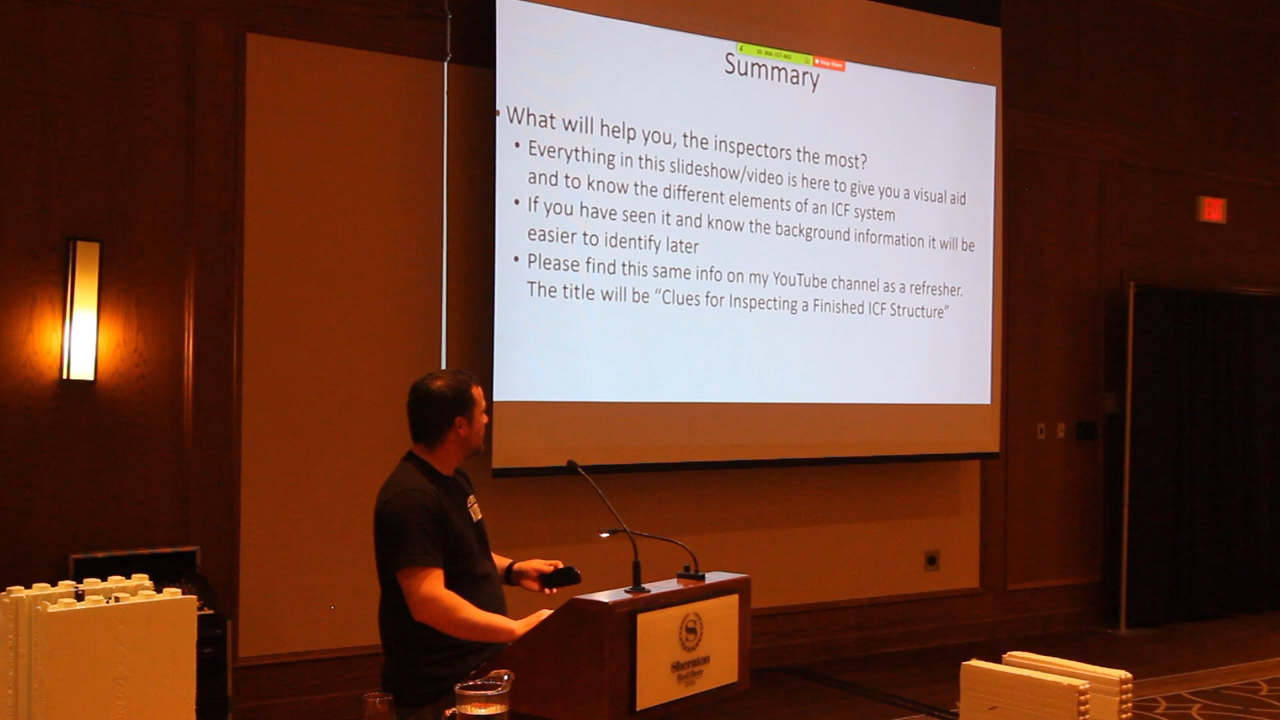 Summary
• What will help you, the inspectors the most?
• Everything in this slideshow/video is here to give you a visual aid
and to know the different elements of an ICF system
• If you have seen it and know the background information it will be
easier to identify later
• Please find this same info on my YouTube channel as a refresher.
The title will be “Clues for Inspecting a Finished ICF Structure”
EXIT
S
Sheraton
Red Deer